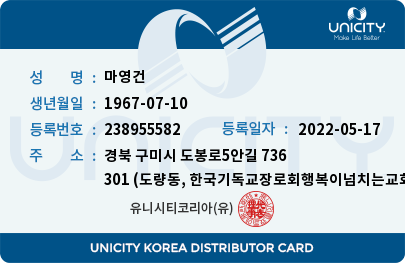 UNICITY
Make Life Better
성 명 : 마영건
생년월일 : 1967-07-10
등록번호 : 238955582 등록일자 : 2022-05-17
주 소 : 경북 구미시 도봉로5안길 736
301 (도량동, 한국기독교장로회행복이넘치는교회
유니시티코리아(유)
UNICITY
UNICITY KOREA DISTRIBUTOR CARD